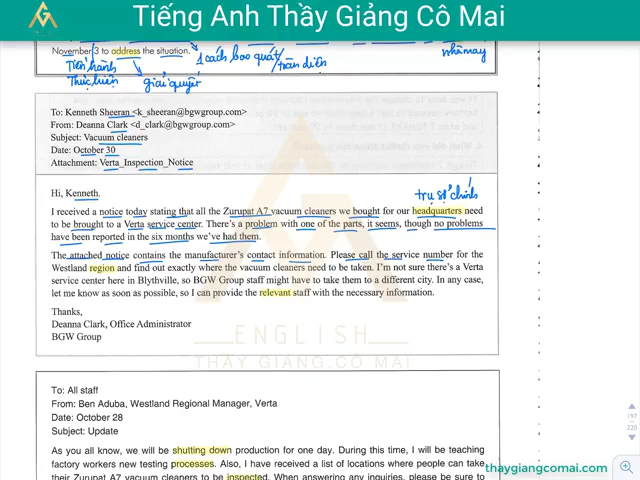 Tiếng Anh Thầy Giảng Cô Mai
November 3 to address the situation.
1 cách bao quát/
toàn diện
nhà máy
Tiến hành
Thực hiện
giải quyết
To: Kenneth Sheeran <k_sheeran@bgwgroup.com>
From: Deanna Clark <d_clark@bgwgroup.com>
Subject: Vacuum cleaners
Date: October 30
Attachment: Verta_Inspection_Notice
Hi, Kenneth.
trụ sở chính
I received a notice today stating that all the Zurupat A7 vacuum cleaners we bought for our headquarters need
to be brought to a Verta service center. There's a problem with one of the parts, it seems, though no problems
have been reported in the six months we've had them.
The attached notice contains the manufacturer's contact information. Please call the service number for the
Westland region and find out exactly where the vacuum cleaners need to be taken. I'm not sure there's a Verta
service center here in Blythville, so BGW Group staff might have to take them to a different city. In any case,
let me know as soon as possible, so I can provide the relevant staff with the necessary information.
Thanks,
Deanna Clark, Office Administrator
BGW Group
ENGLISH
THẦY GIẢNG CÔ MAI
To: All staff
From: Ben Aduba, Westland Regional Manager, Verta
Date: October 28
Subject: Update
As you all know, we will be shutting down production for one day. During this time, I will be teaching
factory workers new testing processes. Also, I have received a list of locations where people can take
their Zurupat A7 vacuum cleaners to be inspected. When answering any inquiries, please be sure to
197
220
thaygiangcomai.com